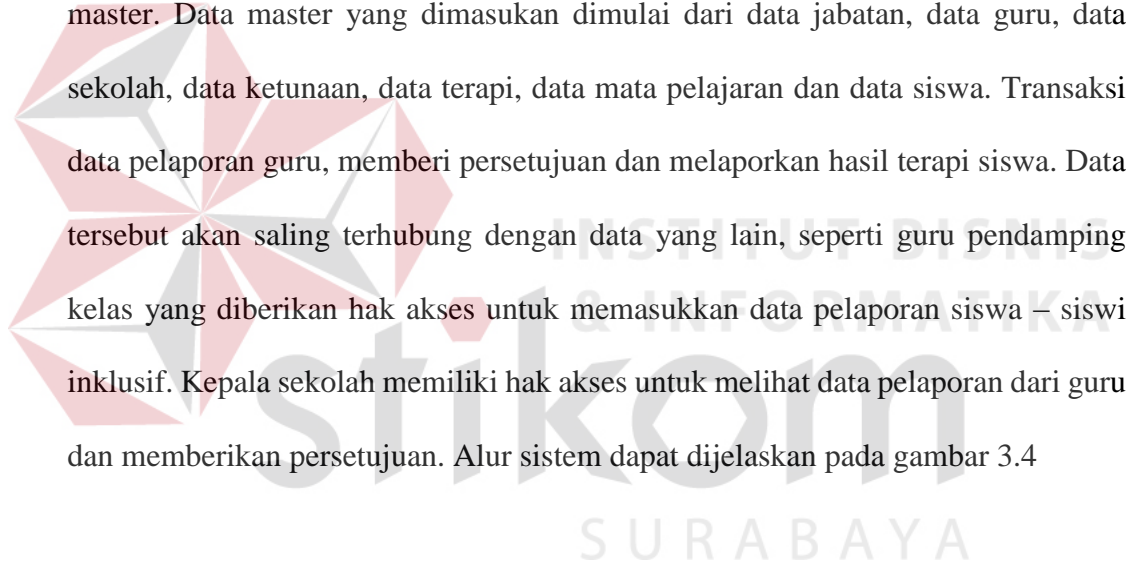 master. Data master yang dimasukan dimulai dari data jabatan, data guru, data
sekolah, data ketunaan, data terapi, data mata pelajaran dan data siswa. Transaksi
data pelaporan guru, memberi persetujuan dan melaporkan hasil terapi siswa. Data
tersebut akan saling terhubung dengan data yang lain, seperti guru pendamping
INSTITUT BISNIS
kelas yang diberikan hak akses untuk memasukkan data pelaporan siswa – siswi
& INFORMATIKA
inklusif. Kepala sekolah memiliki hak akses untuk melihat data pelaporan dari guru
stikom
dan memberikan persetujuan. Alur sistem dapat dijelaskan pada gambar 3.4
SURABAYA